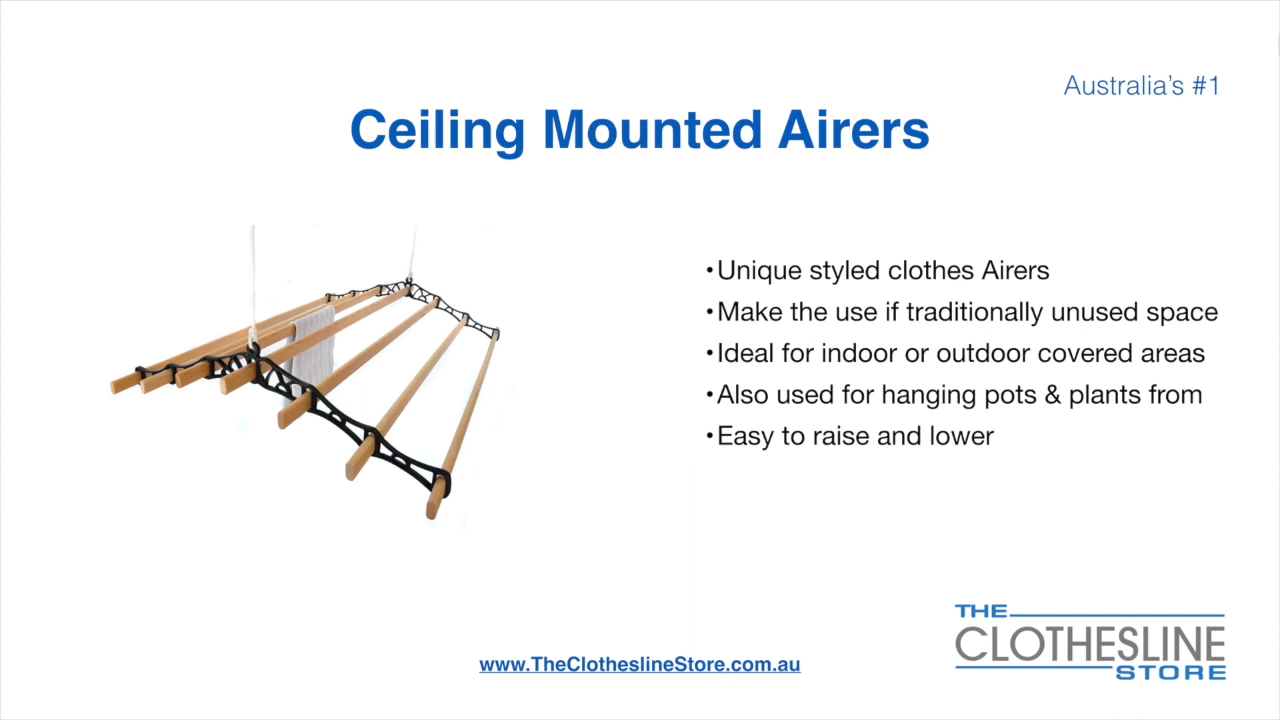 Australia's #1
Ceiling Mounted Airers
•Unique styled clothes Airers
•Make the use if traditionally unused space
•Ideal for indoor or outdoor covered areas
•Also used for hanging pots & plants from
•Easy to raise and lower
www.TheClotheslineStore.com.au
THE
CLOTHESLINE
STORE